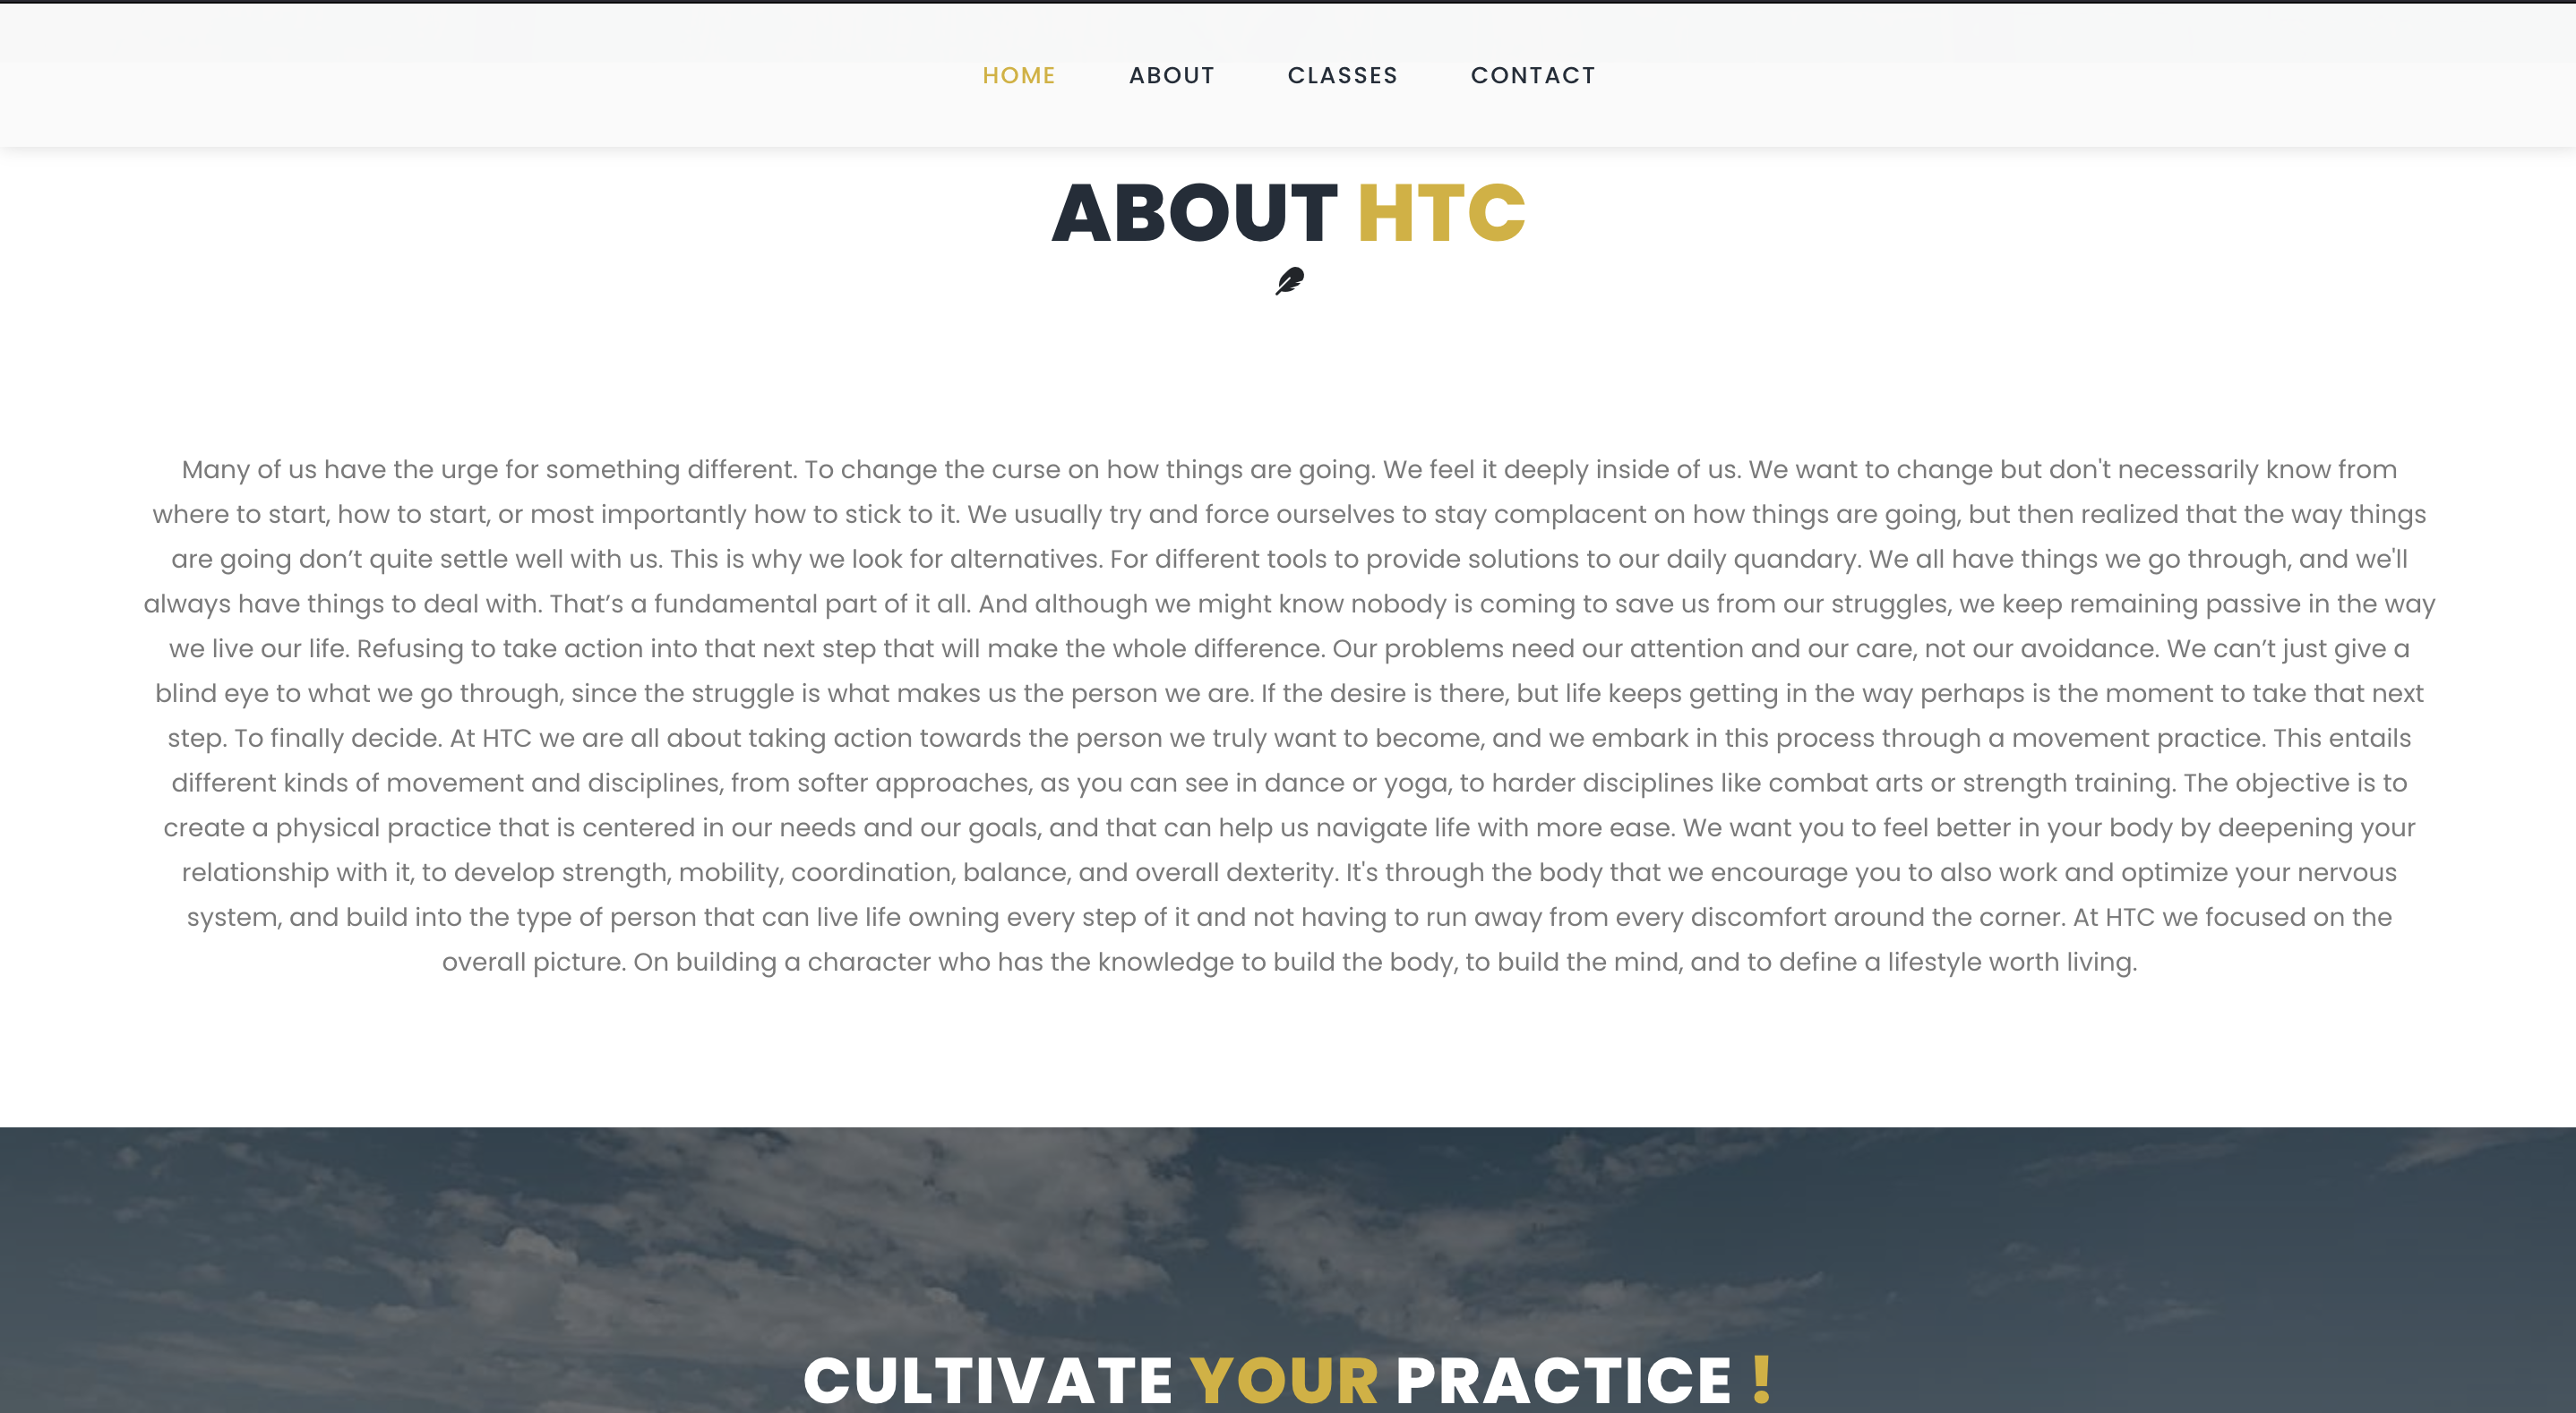 HOME ABOUT CLASSES CONTACT
ABOUT HTC
Many of us have the urge for something different. To change the curse on how things are going. We feel it deeply inside of us. We want to change but don't necessarily know from
where to start, how to start, or most importantly how to stick to it. We usually try and force ourselves to stay complacent on how things are going, but then realized that the way things
are going don’t quite settle well with us. This is why we look for alternatives. For different tools to provide solutions to our daily quandary. We all have things we go through, and we'll
always have things to deal with. That’s a fundamental part of it all. And although we might know nobody is coming to save us from our struggles, we keep remaining passive in the way
we live our life. Refusing to take action into that next step that will make the whole difference. Our problems need our attention and our care, not our avoidance. We can’t just give a
blind eye to what we go through, since the struggle is what makes us the person we are. If the desire is there, but life keeps getting in the way perhaps is the moment to take that next
step. To finally decide. At HTC we are all about taking action towards the person we truly want to become, and we embark in this process through a movement practice. This entails
different kinds of movement and disciplines, from softer approaches, as you can see in dance or yoga, to harder disciplines like combat arts or strength training. The objective is to
create a physical practice that is centered in our needs and our goals, and that can help us navigate life with more ease. We want you to feel better in your body by deepening your
relationship with it, to develop strength, mobility, coordination, balance, and overall dexterity. It's through the body that we encourage you to also work and optimize your nervous
system, and build into the type of person that can live life owning every step of it and not having to run away from every discomfort around the corner. At HTC we focused on the
overall picture. On building a character who has the knowledge to build the body, to build the mind, and to define a lifestyle worth living.
CULTIVATE YOUR PRACTICE !